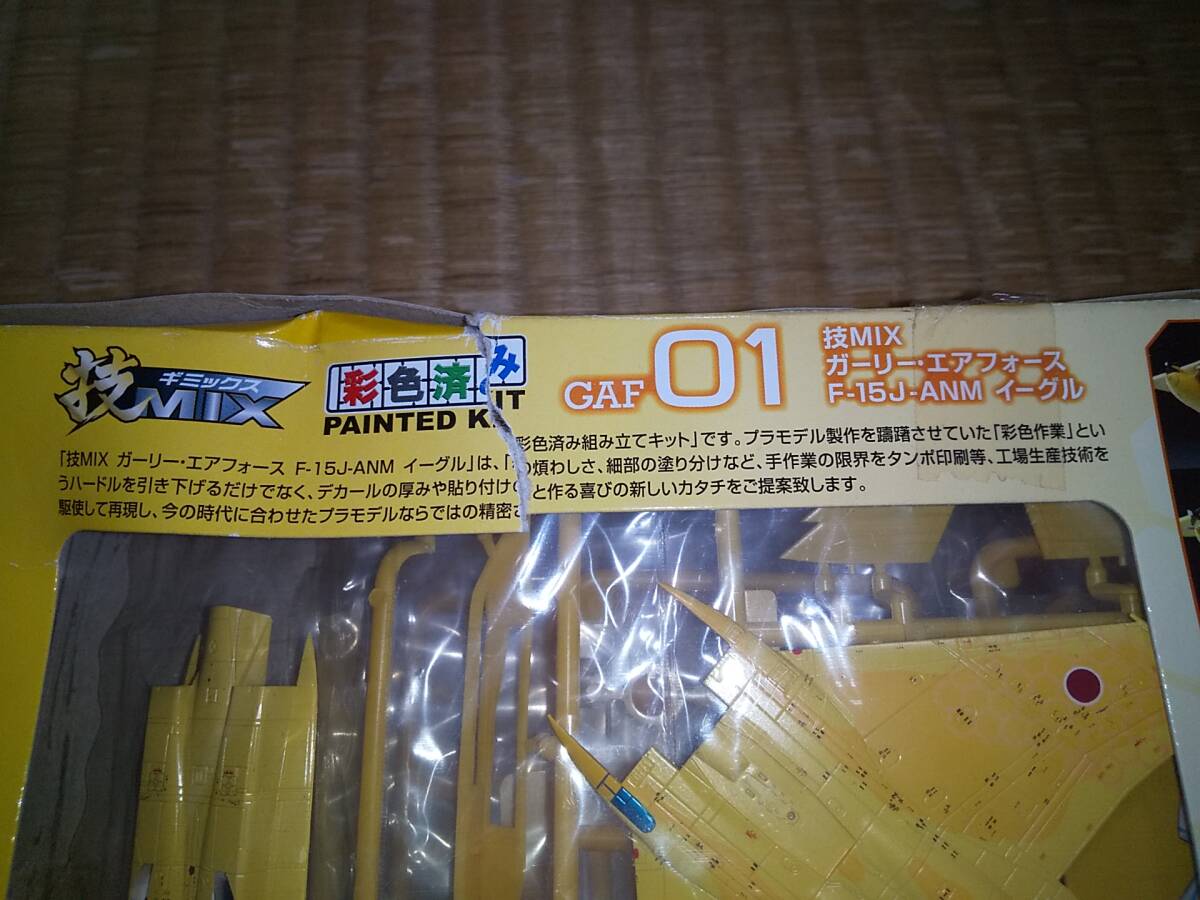 技MIX
ギミックス
彩色済み
PAINTED KIT
GAF 01
技MIX
ガーリー・エアフォース
F-15J-ANM イーグル
「技MIX ガーリー・エアフォース F-15J-ANM イーグル」は、「彩色済み組み立てキット」です。プラモデル製作を躊躇させていた「彩色作業」とい
うハードルを引き下げるだけでなく、デカールの厚みや貼り付けの煩わしさ、細部の塗り分けなど、手作業の限界をタンポ印刷等、工場生産技術を
駆使して再現し、今の時代に合わせたプラモデルならではの精密さと作る喜びの新しいカタチをご提案致します。